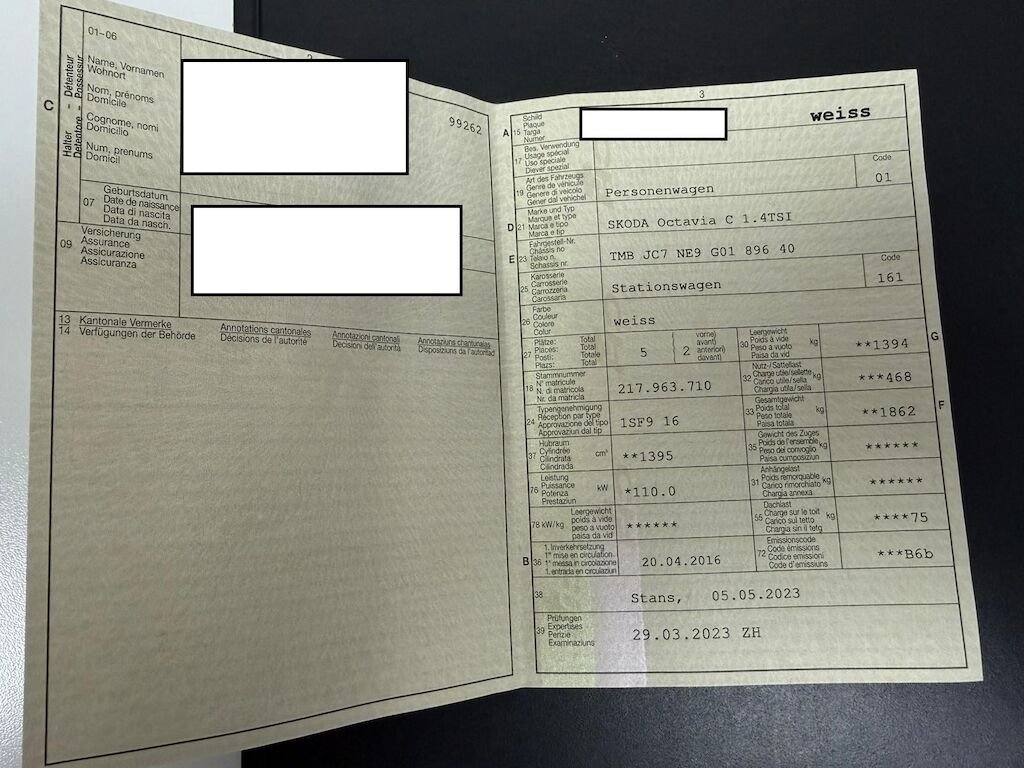 01-06
Name, Vornamen
Wohnort
Nom, prénoms
Domicile
Cognome, nomi
Domicilio
Num, prenums
Domicil
C
Halter Détenteur
Detentore Possessur
2
99262
07
Geburtsdatum
Date de naissance
Data di nascita
Data da nasch.
09
Versicherung
Assurance
Assicurazione
Assicuranza
13 Kantonale Vermerke
14 Verfügungen der Behörde
Annotations cantonales
Décisions de l'autorité
Annotazioni cantonali
Decisioni dell'autorità
Annotaziuns chantunalas
Disposiziuns da l'autoritad
3
A 15
Schild
Plaque
Targa
Numer
weiss
17
Bes. Verwendung
Usage spécial
Uso speciale
Diever spezial
19
Art des Fahrzeugs
Genre de véhicule
Genere di veicolo
Gener dal vehichel
Personenwagen
Code
01
D 21
Marke und Typ
Marque et type
Marca e tipo
Marca e tip
SKODA Octavia C 1.4TSI
E 23
Fahrgestell-Nr.
Châssis no
Telaio n.
Schassis nr.
TMB JC7 NE9 G01 896 40
25
Karosserie
Carrosserie
Carrozzeria
Carossaria
Stationswagen
Code
161
26
Farbe
Couleur
Colore
Colur
weiss
27
Plätze: Total
Places: Total
Posti: Totale
Plazs: Total
5
2
vorne)
avant)
anteriori)
davant)
30
Leergewicht
Poids à vide
Peso a vuoto
Paisa da vid
kg
**1394
G
18
Stammnummer
N° matricule
N. di matricola
Nr. da matricla
217.963.710
32
Nutz-/Sattellast
Charge utile/sellette
Carico utile/sella
Chargia utila/sella
kg
***468
24
Typengenehmigung
Réception par type
Approvazione del tipo
Approvaziun dal tip
1SF9 16
33
Gesamtgewicht
Poids total
Peso totale
Paisa totala
kg
**1862
F
37
Hubraum
Cylindrée
Cilindrata
Cilindrada
cm³
**1395
35
Gewicht des Zuges
Poids de l'ensemble
Peso del convoglio
Paisa cumposiziun
kg
******
76
Leistung
Puissance
Potenza
Prestaziun
kW
*110.0
31
Anhängelast
Poids remorquable
Carico rimorchiato
Chargia annexa
kg
******
78 kW/kg
Leergewicht
poids à vide
peso a vuoto
paisa da vid
******
55
Dachlast
Charge sur le toit
Carico sul tetto
Chargia sin il tetg
kg
****75
B 36
1. Inverkehrsetzung
1re mise en circulation
1a messa in circolazione
1. entrada en circulaziun
20.04.2016
72
Emissionscode
Code émissions
Codice emissioni
Code d'emissiuns
***B6b
38
Stans, 05.05.2023
39
Prüfungen
Expertises
Perizie
Examinaziuns
29.03.2023 ZH